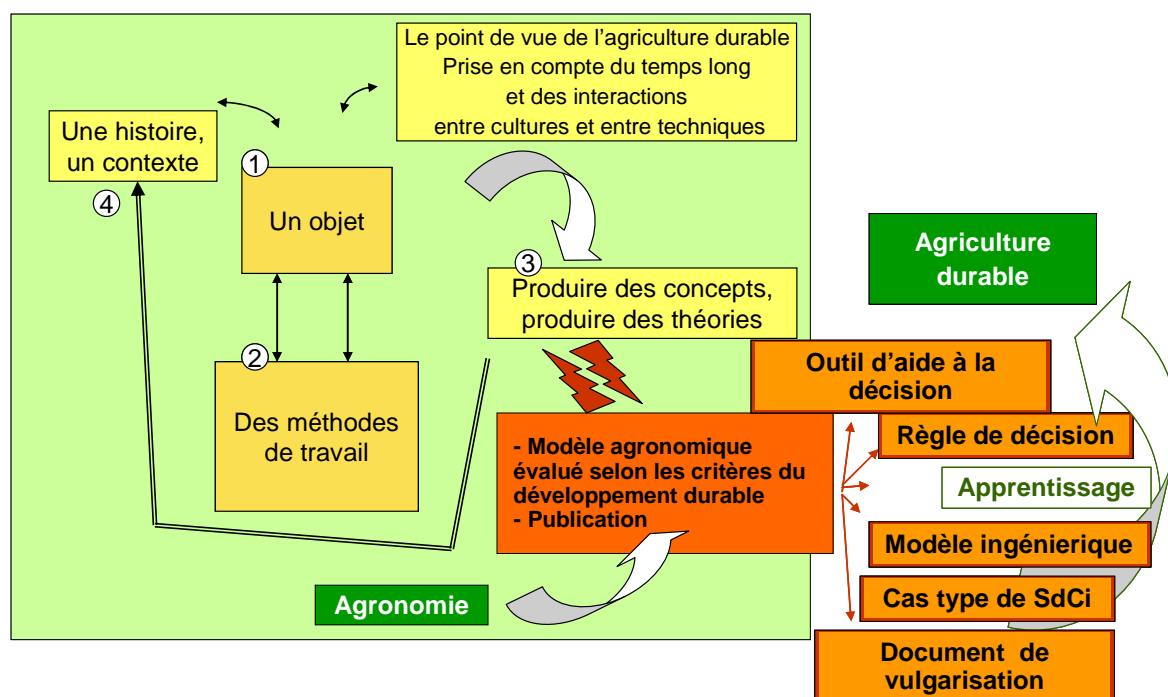 Le point de vue de l'agriculture durable
Prise en compte du temps long
et des interactions
entre cultures et entre techniques
Une histoire,
un contexte
4
1
Un objet
2
Des méthodes
de travail
3
Produire des concepts,
produire des théories
- Modèle agronomique
évalué selon les critères du
développement durable
- Publication
Agronomie
Agriculture
durable
Outil d'aide à la
décision
Règle de décision
Apprentissage
Modèle ingénierique
Cas type de SdCi
Document de
vulgarisation